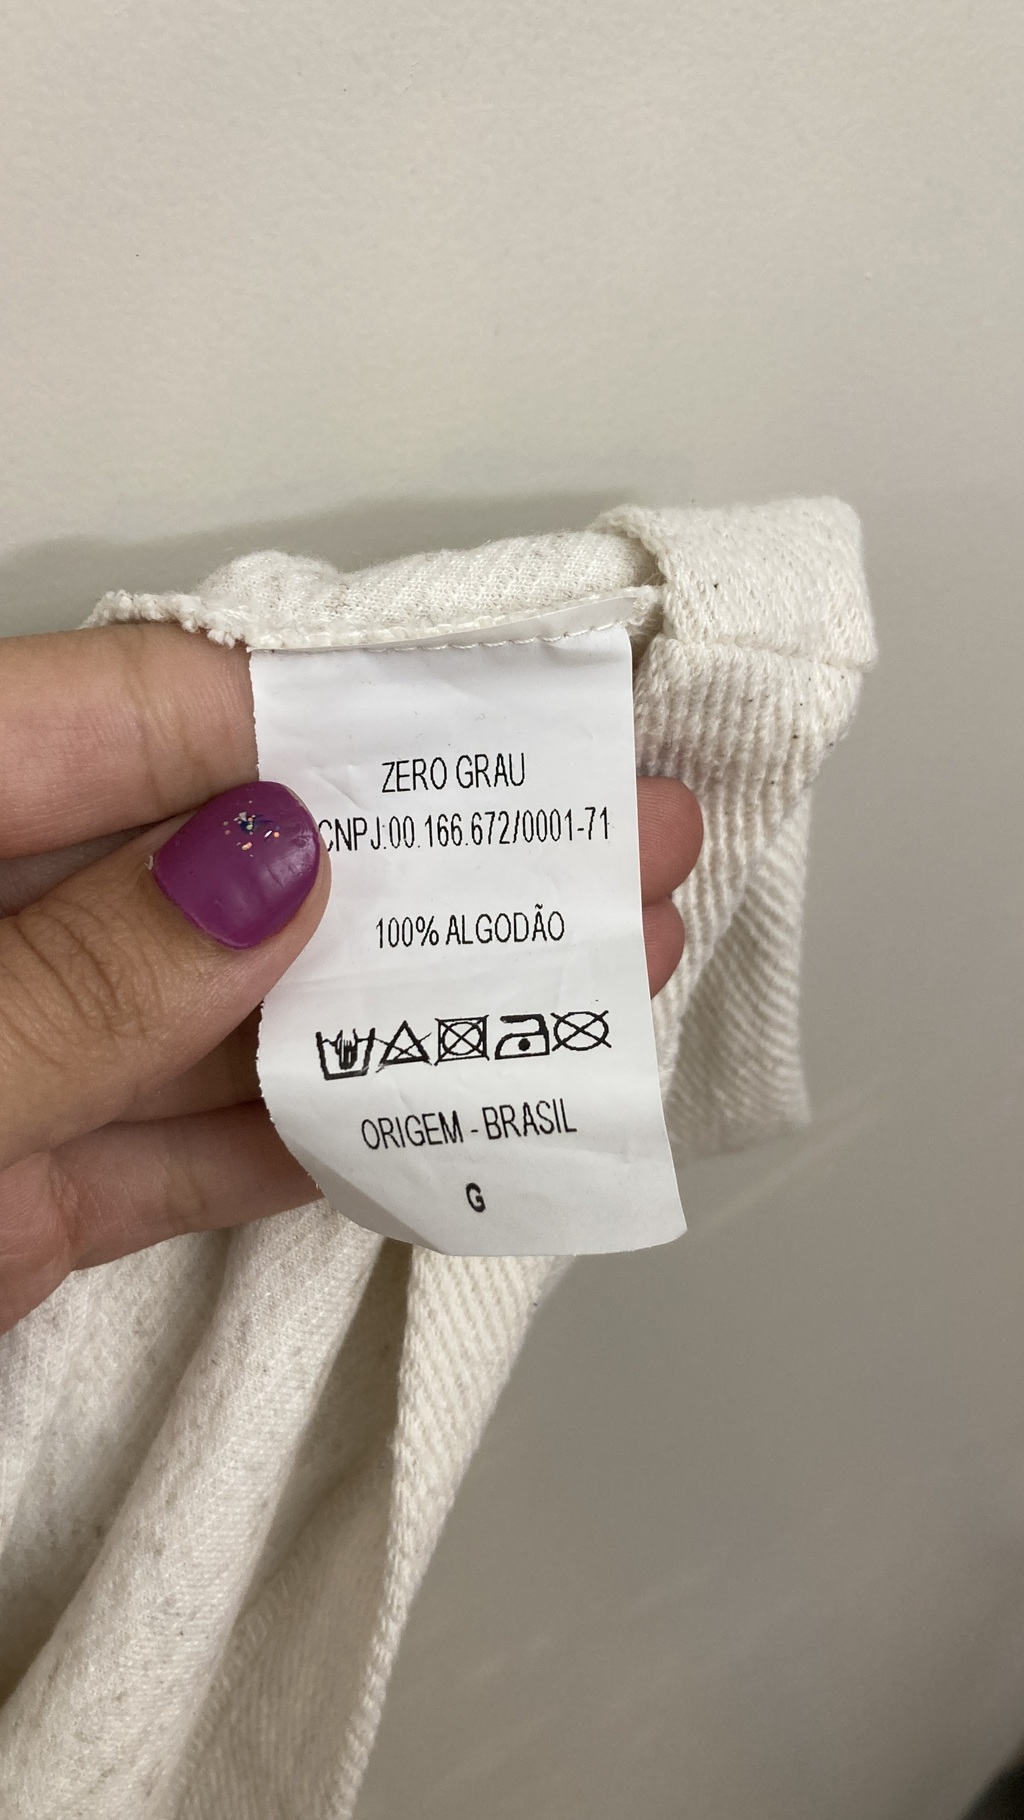 ZERO GRAU
CNPJ:00.166.672/0001-71
100% ALGODÃO
ORIGEM - BRASIL
G